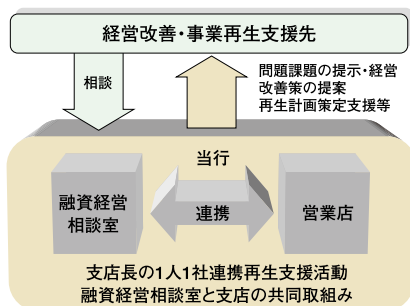 経営改善・事業再生支援先
相談
問題課題の提示・経営
改善策の提案
再生計画策定支援等
当行
融資経営
相談室
連携
営業店
支店長の1人1社連携再生支援活動
融資経営相談室と支店の共同取組み